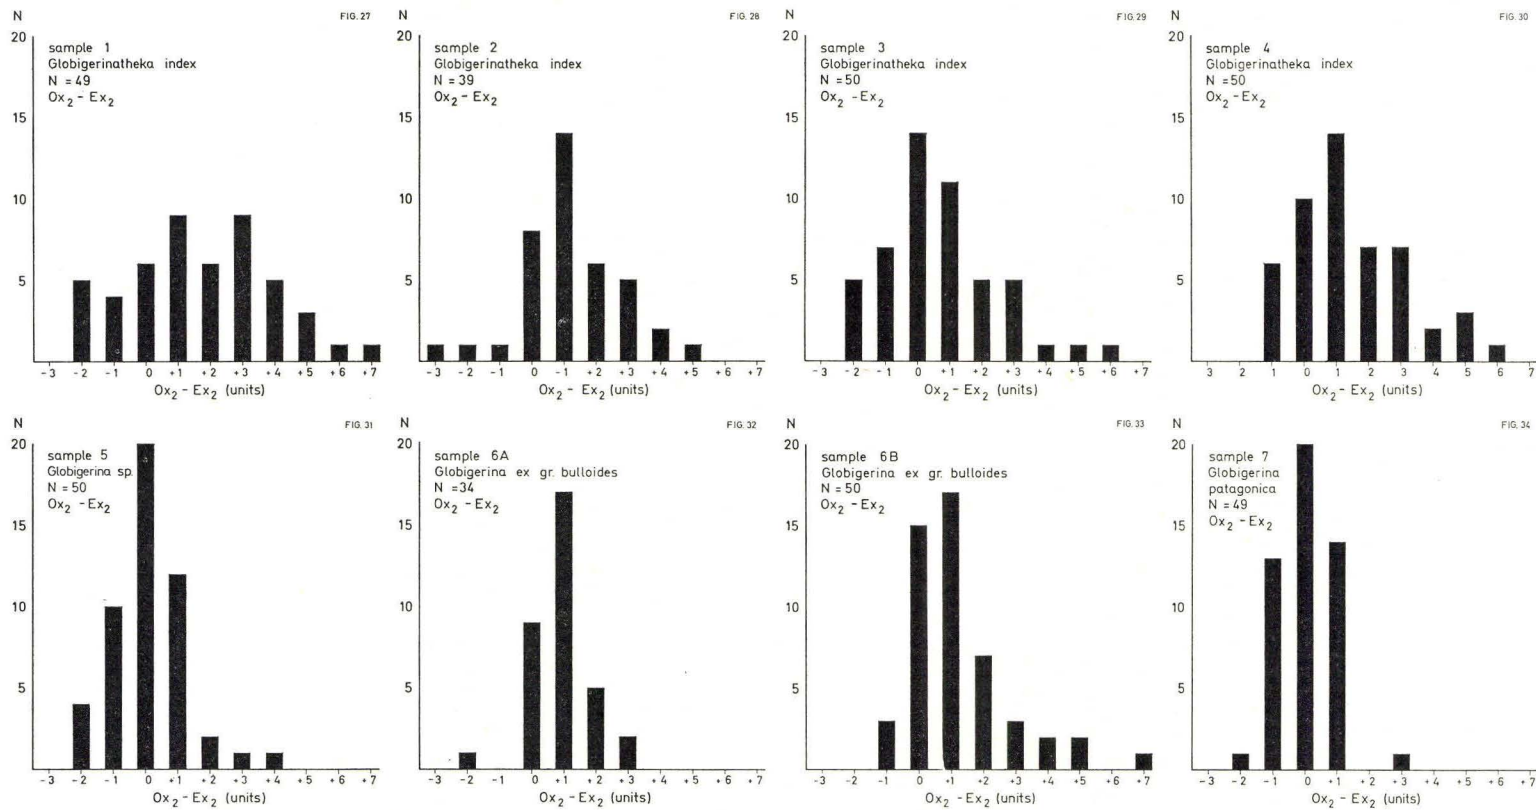 N
FIG. 27
20
15
10
5
sample 1
Globigerinatheka index
N = 49
Ox2 - Ex2
-3 -2 -1 0 +1 +2 +3 +4 +5 +6 +7
Ox2 - Ex2 (units)
N
FIG. 28
20
15
10
5
sample 2
Globigerinatheka index
N = 39
Ox2 - Ex2
-3 -2 -1 0 -1 +2 +3 +4 +5 +6 +7
Ox2 - Ex2 (units)
N
FIG. 29
20
15
10
5
sample 3
Globigerinatheka index
N = 50
Ox2 - Ex2
-3 -2 -1 0 +1 +2 +3 +4 +5 +6 +7
Ox2 - Ex2 (units)
N
FIG. 30
20
15
10
5
sample 4
Globigerinatheka index
N = 50
Ox2 - Ex2
3 2 1 0 1 2 3 4 5 6 7
Ox2 - Ex2 (units)
N
FIG. 31
20
15
10
5
sample 5
Globigerina sp.
N = 50
Ox2 - Ex2
-3 -2 -1 0 +1 +2 +3 +4 +5 +6 +7
Ox2 - Ex2 (units)
N
FIG. 32
20
15
10
5
sample 6A
Globigerina ex gr. bulloides
N = 34
Ox2 - Ex2
-3 -2 -1 0 +1 +2 +3 +4 +5 +6 +7
Ox2 - Ex2 (units)
N
FIG. 33
20
15
10
5
sample 6B
Globigerina ex gr. bulloides
N = 50
Ox2 - Ex2
-3 -2 -1 0 +1 +2 +3 +4 +5 +6 +7
Ox2 - Ex2 (units)
N
FIG. 34
20
15
10
5
sample 7
Globigerina
patagonica
N = 49
Ox2 - Ex2
-3 -2 -1 0 +1 +2 +3 +4 +5 +6 +7
Ox2 - Ex2 (units)